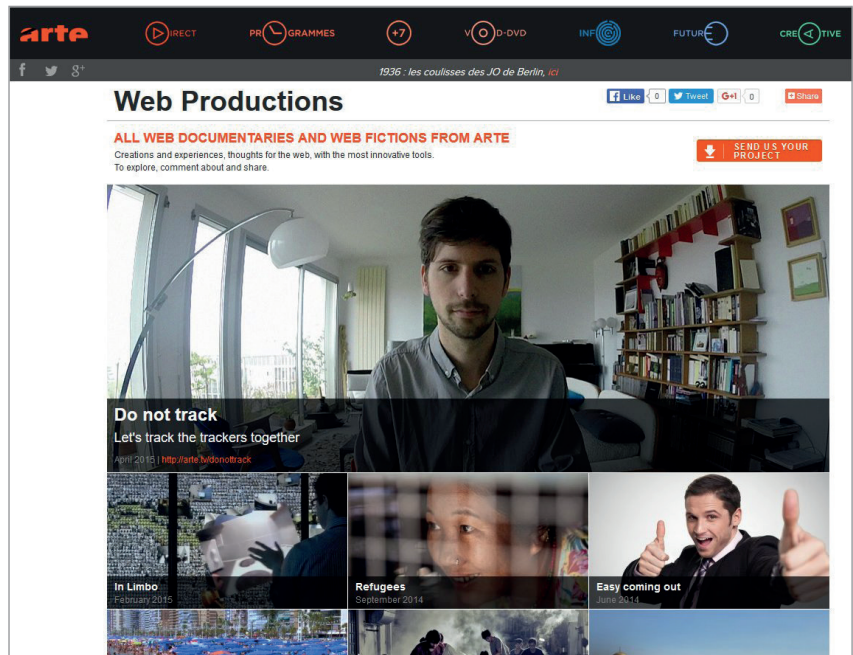 arte
DIRECT
PROGRAMMES
+7
VOD-DVD
INFO
FUTURE
CREATIVE
f
g+
1936 : les coulisses des JO de Berlin, ici
Web Productions
f Like 0
Tweet
G+1 0
Share
ALL WEB DOCUMENTARIES AND WEB FICTIONS FROM ARTE
Creations and experiences, thoughts for the web, with the most innovative tools.
To explore, comment about and share.
SEND US YOUR
PROJECT
Do not track
Let's track the trackers together
April 2015 | http://arte.tv/donottrack
In Limbo
February 2015
Refugees
September 2014
Easy coming out
June 2014